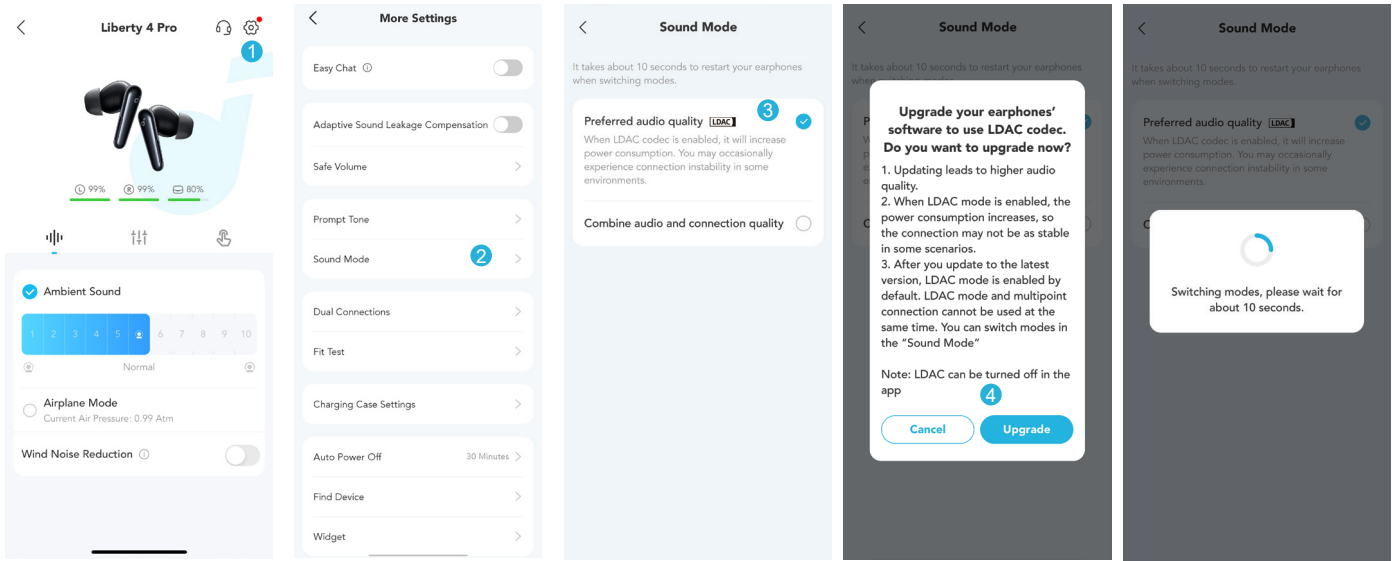 Liberty 4 Pro
1
L 99%
R 99%
80%
Ambient Sound
1 2 3 4 5 6 7 8 9 10
Normal
Airplane Mode
Current Air Pressure: 0.99 Atm
Wind Noise Reduction
More Settings
Easy Chat
Adaptive Sound Leakage Compensation
Safe Volume
Prompt Tone
Sound Mode
2
Dual Connections
Fit Test
Charging Case Settings
Auto Power Off 30 Minutes
Find Device
Widget
Sound Mode
It takes about 10 seconds to restart your earphones
when switching modes.
3
Preferred audio quality LDAC
When LDAC codec is enabled, it will increase
power consumption. You may occasionally
experience connection instability in some
environments.
Combine audio and connection quality
Sound Mode
It takes about 10 seconds to restart your earphones
Upgrade your earphones'
software to use LDAC codec.
Do you want to upgrade now?
1. Updating leads to higher audio
quality.
2. When LDAC mode is enabled, the
power consumption increases, so
the connection may not be as stable
in some scenarios.
3. After you update to the latest
version, LDAC mode is enabled by
default. LDAC mode and multipoint
connection cannot be used at the
same time. You can switch modes in
the "Sound Mode"
Note: LDAC can be turned off in the
app
4
Cancel
Upgrade
Sound Mode
It takes about 10 seconds to restart your earphones
when switching modes.
Preferred audio quality LDAC
When LDAC codec is enabled, it will increase
power consumption. You may occasionally
experience connection instability in some
environments.
Switching modes, please wait for
about 10 seconds.